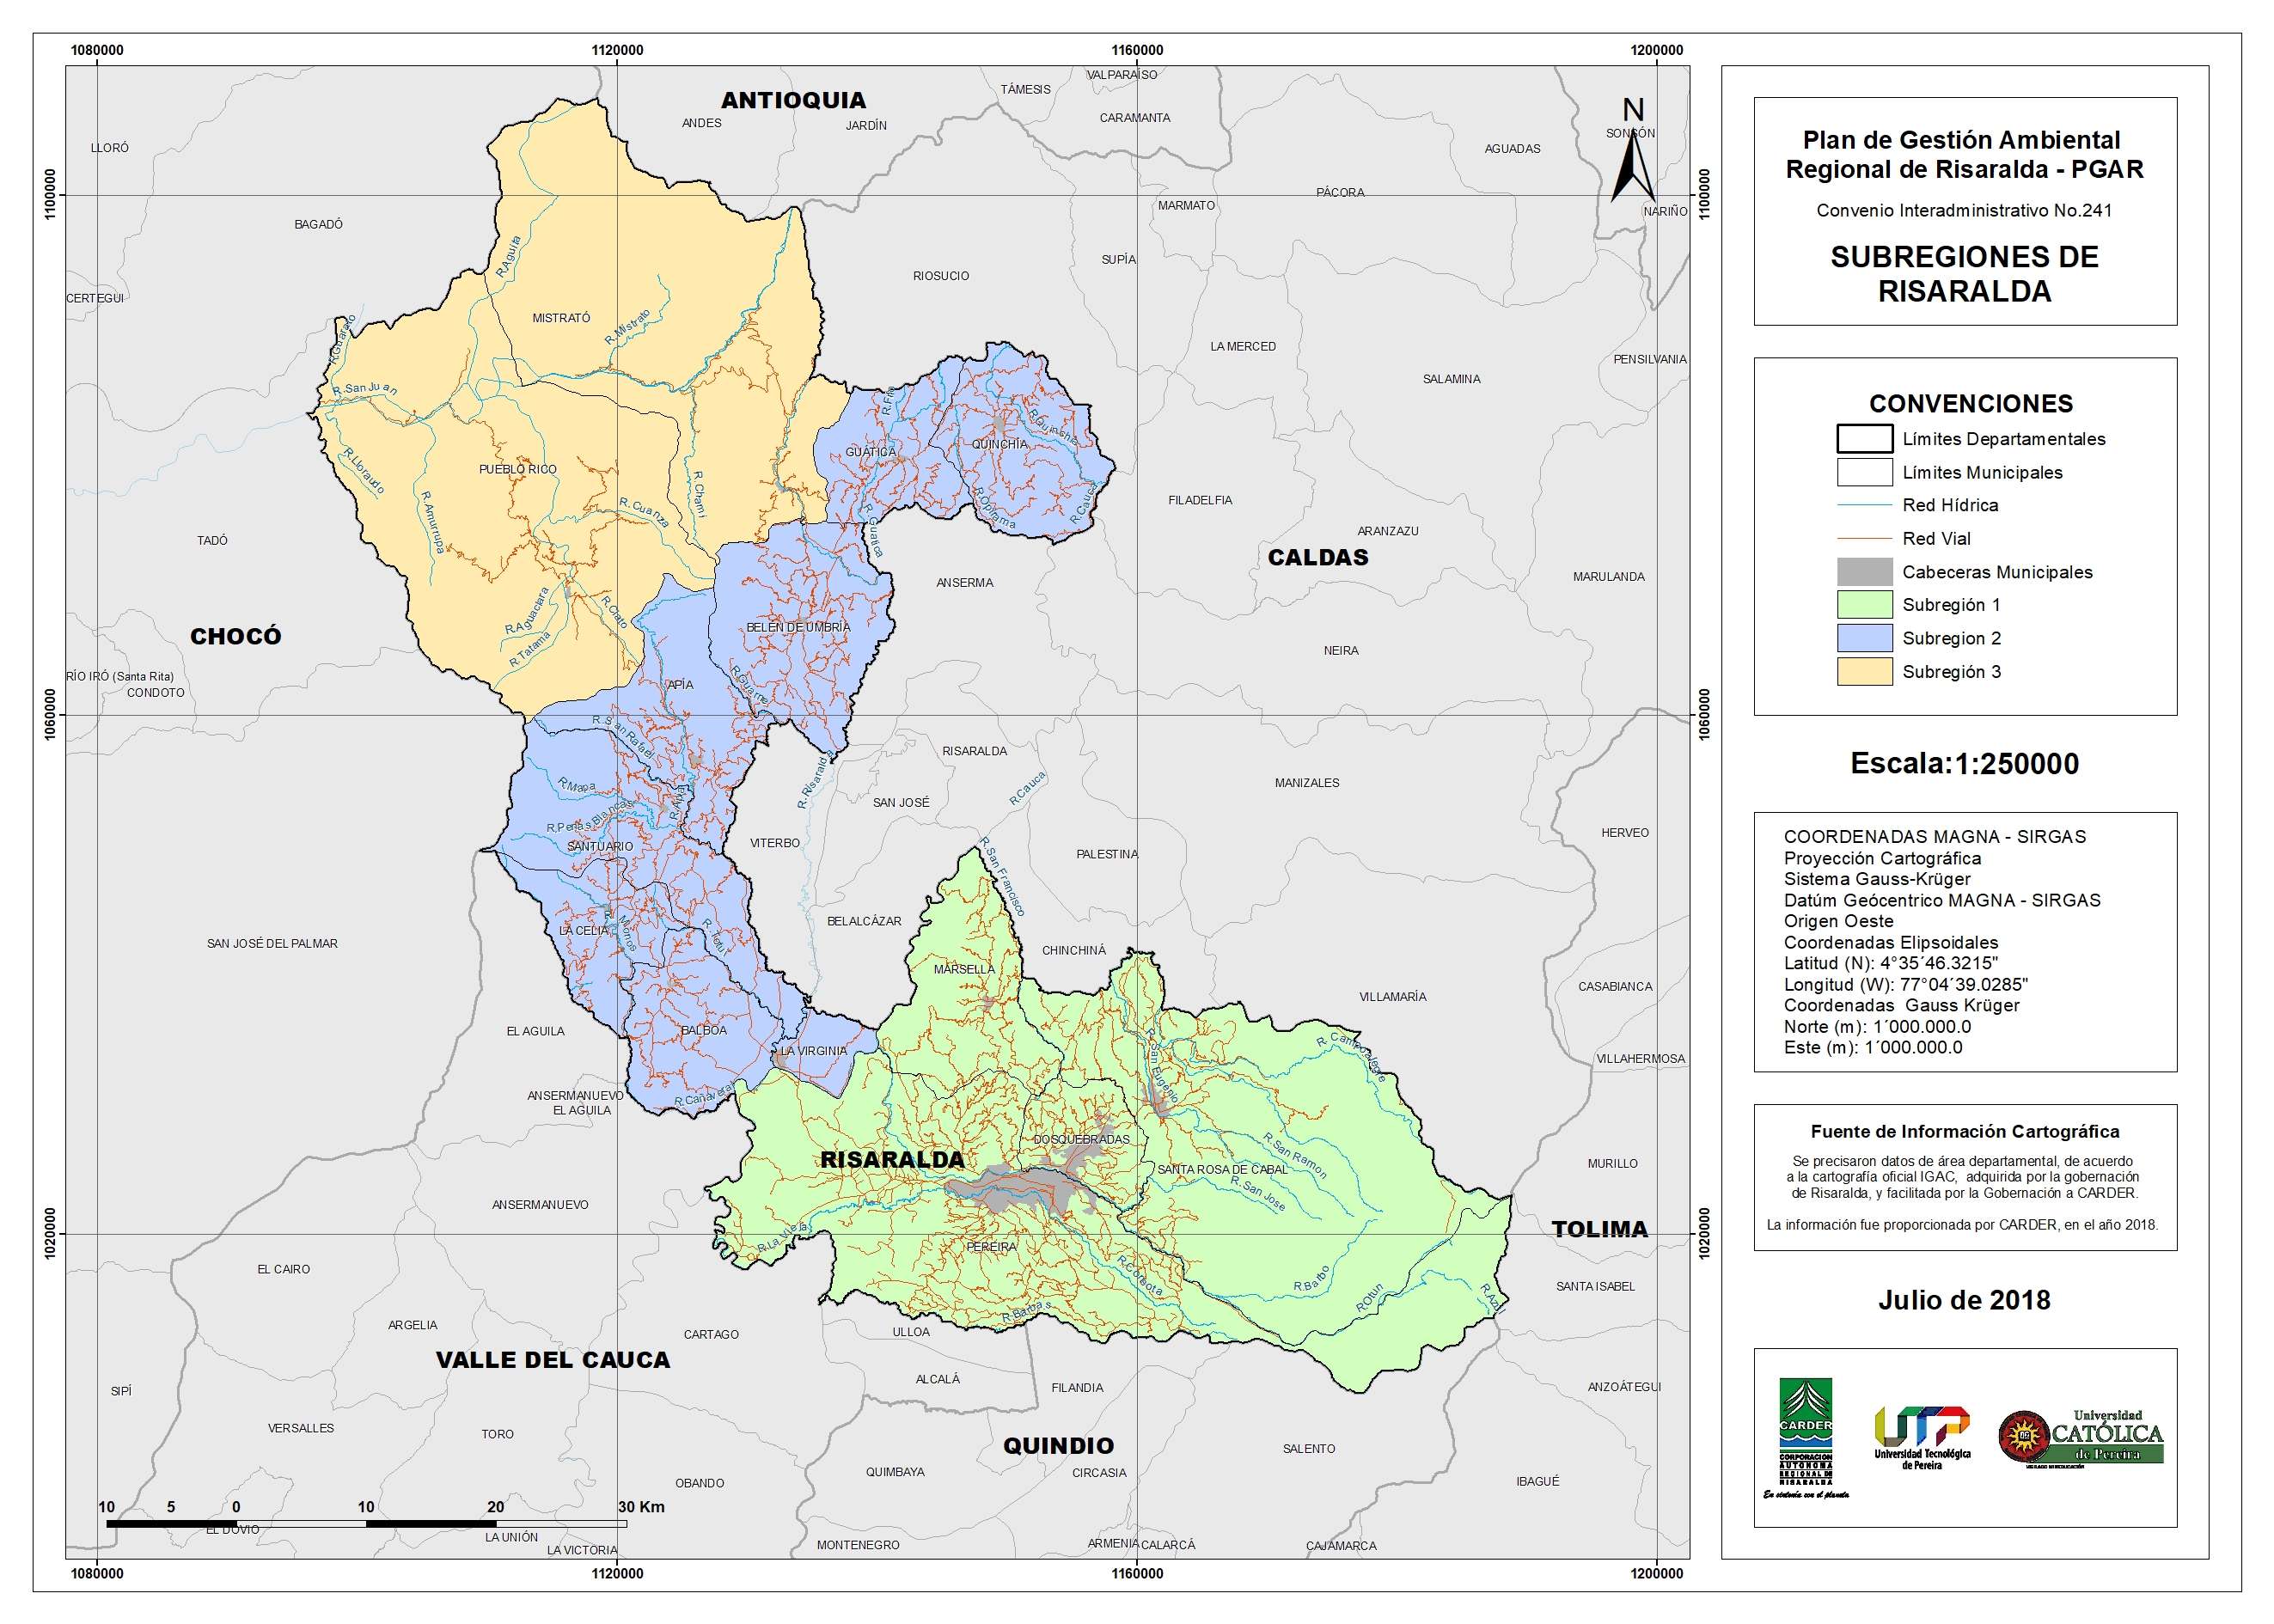 1080000
1120000
1160000
1200000
1100000
1060000
1020000
1100000
1060000
1020000
1080000
1120000
1160000
1200000
ANTIOQUIA
CHOCÓ
CALDAS
RISARALDA
TOLIMA
VALLE DEL CAUCA
QUINDIO
N
VALPARAÍSO
TÁMESIS
CARAMANTA
ANDES
JARDÍN
SONSÓN
LLORÓ
AGUADAS
PÁCORA
MARMATO
NARIÑO
BAGADÓ
SUPÍA
RIOSUCIO
CERTEGUI
R.Aguita
MISTRATÓ
R.Mistrato
R.Guarato
LA MERCED
PENSILVANIA
SALAMINA
R.San Juan
GUÁTICA
QUINCHÍA
R.Quinchia
PUEBLO RICO
R.Lloraudo
R.Amurrupa
R.Chami
R.Cuanza
R.Opirama
R.Cauca
R.Guatica
FILADELFIA
ARANZAZU
TADÓ
ANSERMA
MARULANDA
R.Aguaclara
R.Tatama
R.Clato
BELÉN DE UMBRÍA
NEIRA
RÍO IRÓ (Santa Rita)
CONDOTO
APÍA
R.Guarne
R.San Rafael
RISARALDA
R.Risaralda
R.Cauca
MANIZALES
SAN JOSÉ
R.Mapa
R.Peñas Blancas
R.Apia
HERVEO
VITERBO
SANTUARIO
PALESTINA
R.San Francisco
BELALCÁZAR
LA CELIA
R.Monos
R.Totui
SAN JOSÉ DEL PALMAR
CHINCHINÁ
MARSELLA
VILLAMARÍA
CASABIANCA
EL AGUILA
BALBOA
LA VIRGINIA
R.San Eugenio
R.Campoalegre
VILLAHERMOSA
ANSERMANUEVO
EL AGUILA
R.Cañaveral
DOSQUEBRADAS
R.San Ramon
MURILLO
SANTA ROSA DE CABAL
R.San Jose
ANSERMANUEVO
R.La Vieja
PEREIRA
EL CAIRO
R.Consota
R.Barbo
R.Otun
R.Azul
SANTA ISABEL
R.Barbas
ARGELIA
CARTAGO
ULLOA
ALCALÁ
FILANDIA
ANZOÁTEGUI
SIPÍ
VERSALLES
TORO
SALENTO
QUIMBAYA
CIRCASIA
OBANDO
IBAGUÉ
10 5 0 10 20 30 Km
EL DOVIO
LA UNIÓN
LA VICTORIA
MONTENEGRO
ARMENIA
CALARCÁ
CAJAMARCA
Plan de Gestión Ambiental
Regional de Risaralda - PGAR
Convenio Interadministrativo No.241
SUBREGIONES DE
RISARALDA
CONVENCIONES
Límites Departamentales
Límites Municipales
Red Hídrica
Red Vial
Cabeceras Municipales
Subregión 1
Subregion 2
Subregión 3
Escala:1:250000
COORDENADAS MAGNA - SIRGAS
Proyección Cartográfica
Sistema Gauss-Krüger
Datúm Geócentrico MAGNA - SIRGAS
Origen Oeste
Coordenadas Elipsoidales
Latitud (N): 4°35´46.3215"
Longitud (W): 77°04´39.0285"
Coordenadas Gauss Krüger
Norte (m): 1´000.000.0
Este (m): 1´000.000.0
Fuente de Información Cartográfica
Se precisaron datos de área departamental, de acuerdo
a la cartografía oficial IGAC, adquirida por la gobernación
de Risaralda, y facilitada por la Gobernación a CARDER.
La información fue proporcionada por CARDER, en el año 2018.
Julio de 2018
CARDER
CORPORACION
AUTONOMA
REGIONAL DE
RISARALDA
En sintonía con el planeta
UTP
Universidad Tecnológica
de Pereira
Universidad
CATÓLICA
de Pereira